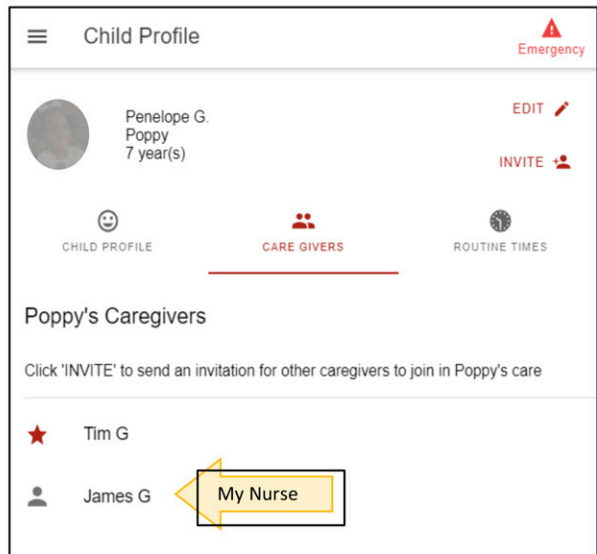 Child Profile
Emergency
Penelope G.
Poppy
7 year(s)
EDIT
INVITE
CHILD PROFILE
CARE GIVERS
ROUTINE TIMES
Poppy's Caregivers
Click 'INVITE' to send an invitation for other caregivers to join in Poppy's care
Tim G
James G
My Nurse